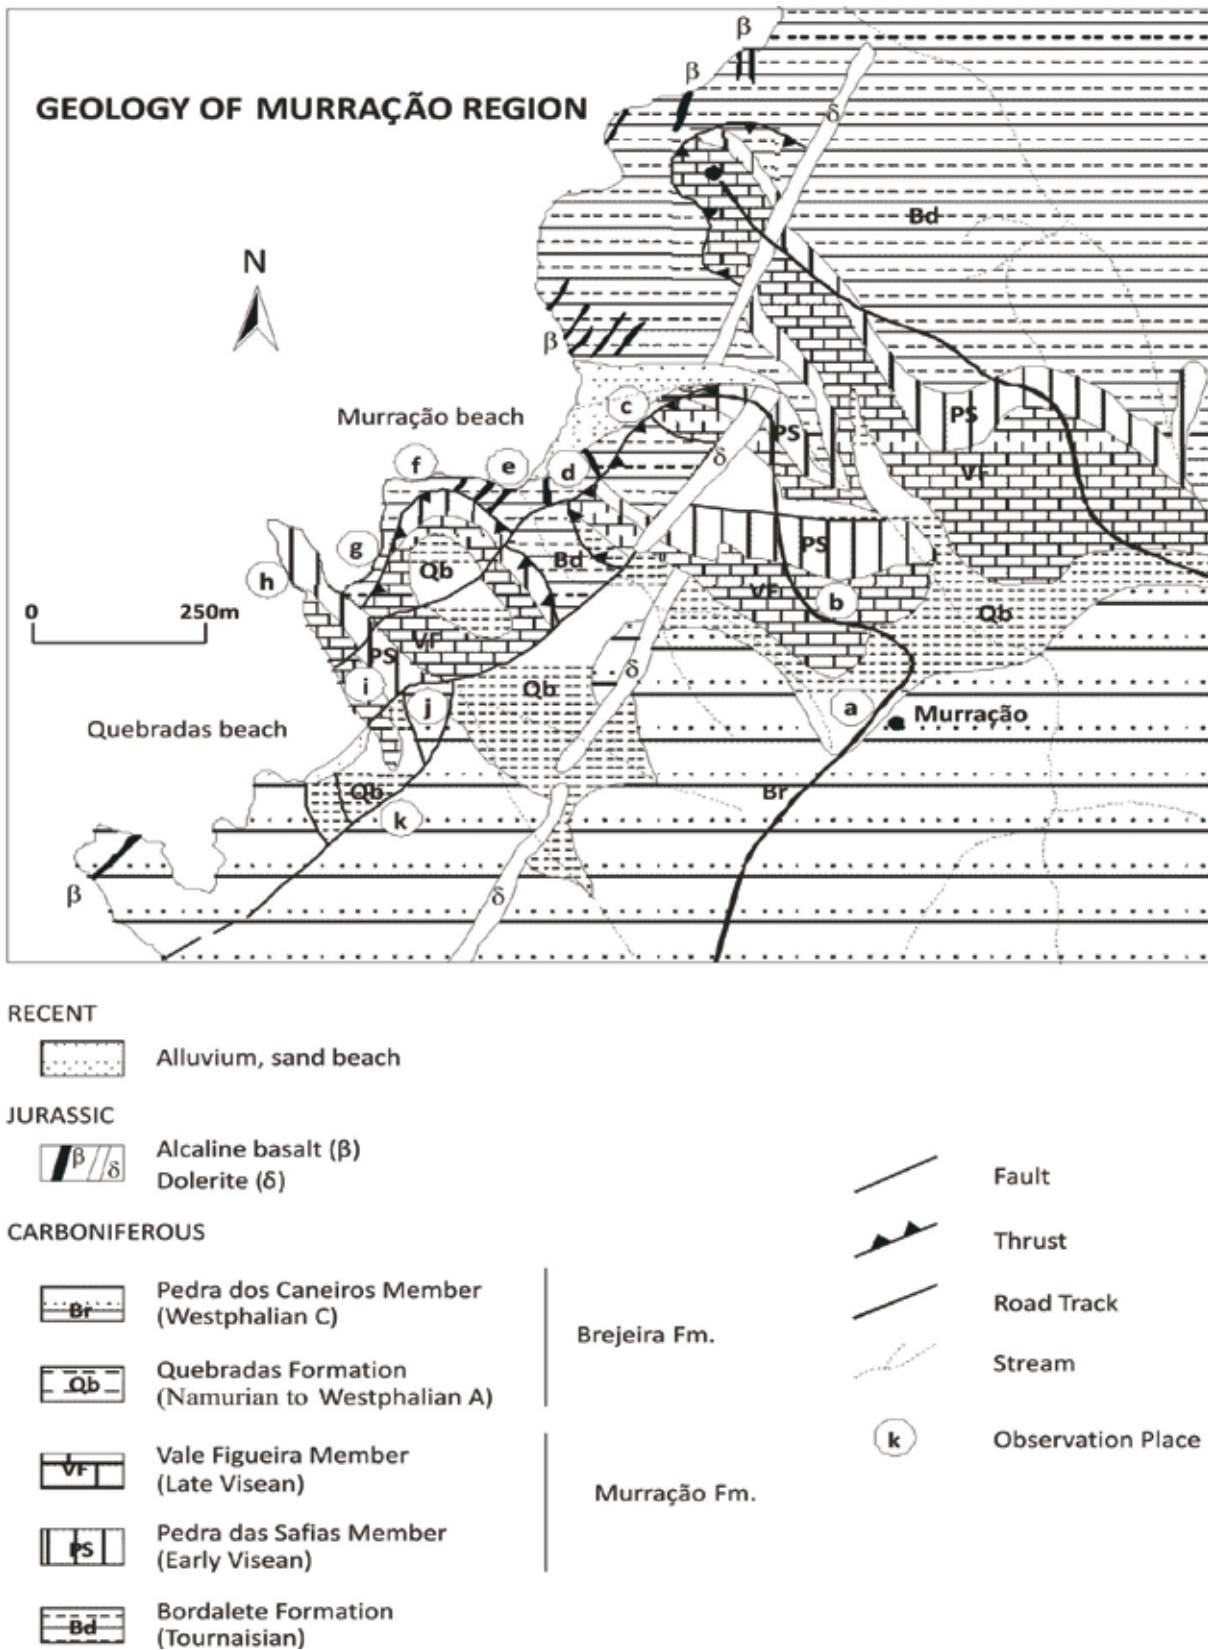 β
β
GEOLOGY OF MURRAÇÃO REGION
δ
Bd
N
β
Murração beach
c
PS
PS
VF
δ
f
e
d
g
Bd
PS
Qb
h
0
250m
VF
b
Qb
VF
PS
δ
i
Qb
j
a
Murração
Quebradas beach
Qb
Br
k
β
δ
RECENT
Alluvium, sand beach
JURASSIC
β
δ
Alcaline basalt (β)
Dolerite (δ)
Fault
CARBONIFEROUS
Thrust
Br
Pedra dos Caneiros Member
(Westphalian C)
Brejeira Fm.
Road Track
Qb
Quebradas Formation
(Namurian to Westphalian A)
Stream
k
Observation Place
VF
Vale Figueira Member
(Late Visean)
Murração Fm.
PS
Pedra das Safias Member
(Early Visean)
Bd
Bordalete Formation
(Tournaisian)